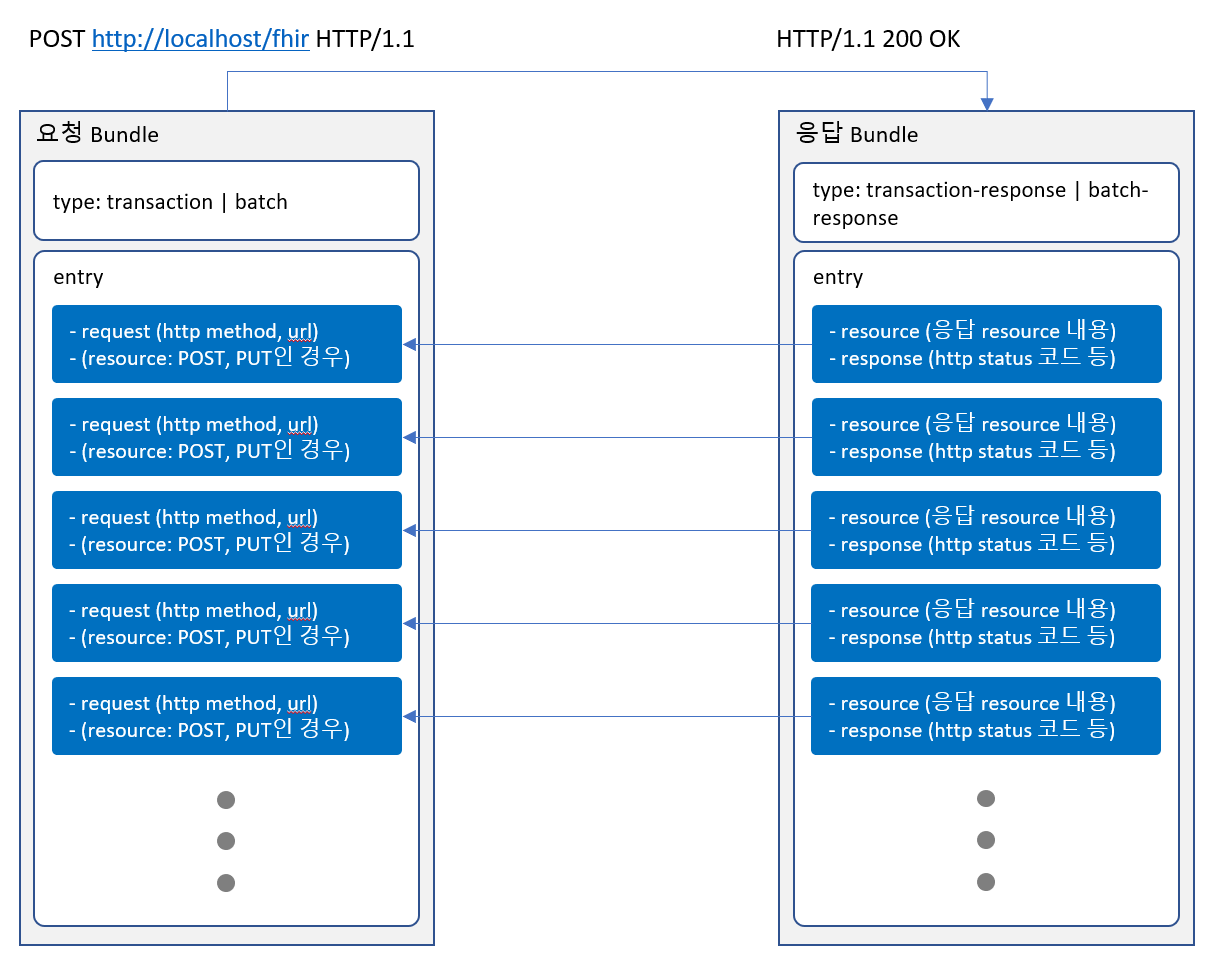 POST http://localhost/fhir HTTP/1.1
HTTP/1.1 200 OK
요청 Bundle
type: transaction | batch
entry
- request (http method, url)
- (resource: POST, PUT인 경우)
- request (http method, url)
- (resource: POST, PUT인 경우)
- request (http method, url)
- (resource: POST, PUT인 경우)
- request (http method, url)
- (resource: POST, PUT인 경우)
- request (http method, url)
- (resource: POST, PUT인 경우)
응답 Bundle
type: transaction-response | batch-
response
entry
- resource (응답 resource 내용)
- response (http status 코드 등)
- resource (응답 resource 내용)
- response (http status 코드 등)
- resource (응답 resource 내용)
- response (http status 코드 등)
- resource (응답 resource 내용)
- response (http status 코드 등)
- resource (응답 resource 내용)
- response (http status 코드 등)